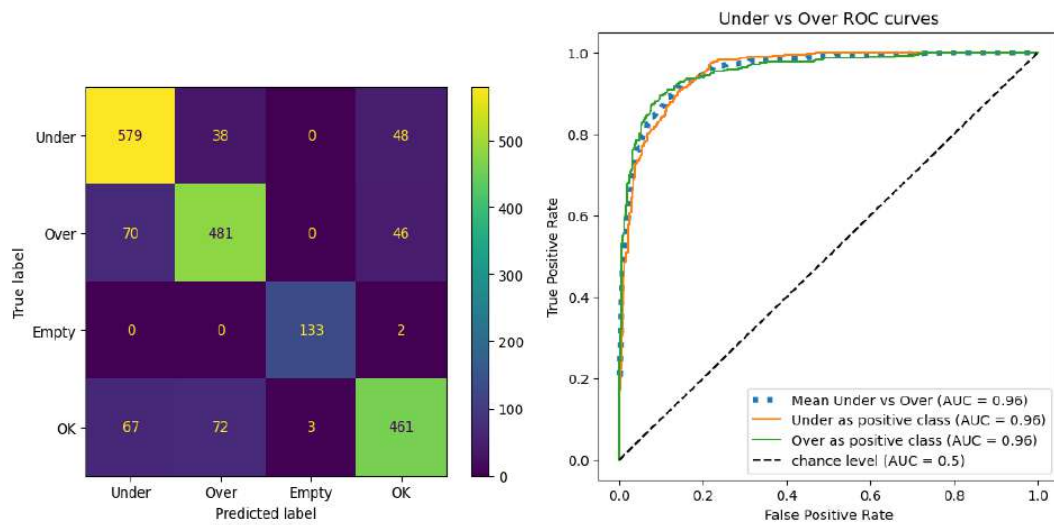 Under
Over
Empty
OK
True label
579 38 0 48
70 481 0 46
0 0 133 2
67 72 3 461
Under Over Empty OK
Predicted label
500
400
300
200
100
0
Under vs Over ROC curves
True Positive Rate
1.0
0.8
0.6
0.4
0.2
0.0
Mean Under vs Over (AUC = 0.96)
Under as positive class (AUC = 0.96)
Over as positive class (AUC = 0.96)
chance level (AUC = 0.5)
0.0 0.2 0.4 0.6 0.8 1.0
False Positive Rate